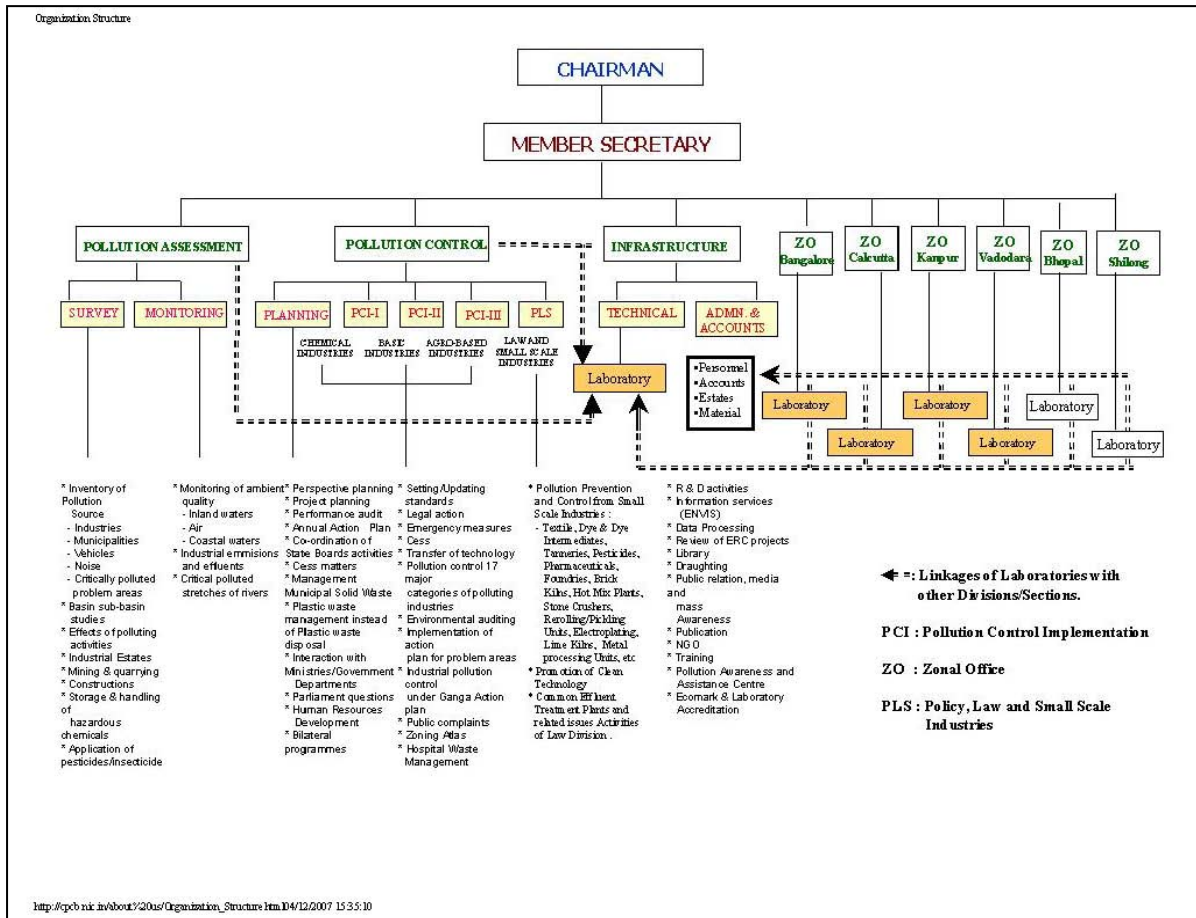 Organization Structure
CHAIRMAN
MEMBER SECRETARY
POLLUTION ASSESSMENT
POLLUTION CONTROL
INFRASTRUCTURE
ZO
Bangalore
ZO
Calcutta
ZO
Kanpur
ZO
Vadodara
ZO
Bhopal
ZO
Shilong
SURVEY
MONITORING
PLANNING
PCI-I
PCI-II
PCI-III
PLS
TECHNICAL
ADMN. &
ACCOUNTS
CHEMICAL
INDUSTRIES
BASIC
INDUSTRIES
AGRO-BASED
INDUSTRIES
LAW AND
SMALL SCALE
INDUSTRIES
Laboratory
•Personnel
•Accounts
•Estates
•Material
Laboratory
Laboratory
Laboratory
Laboratory
Laboratory
Laboratory
* Inventory of
Pollution
Source
- Industries
- Municipalities
- Vehicles
- Noise
- Critically polluted
problem areas
* Basin sub-basin
studies
* Effects of polluting
activities
* Industrial Estates
* Mining & quarrying
* Constructions
* Storage & handling
of
hazardous
chemicals
* Application of
pesticides/insecticide
* Monitoring of ambient
quality
- Inland waters
- Air
- Coastal waters
* Industrial emmisions
and effluents
* Critical polluted
stretches of rivers
* Perspective planning
* Project planning
* Performance audit
* Annual Action Plan
* Co-ordination of
State Boards activities
* Cess matters
* Management
Municipal Solid Waste
* Plastic waste
management instead
of Plastic waste
disposal
* Interaction with
Ministries/Government
Departments
* Parliament questions
* Human Resources
Development
* Bilateral
programmes
* Setting/Updating
standards
* Legal action
* Emergency measures
* Cess
* Transfer of technology
* Pollution control 17
major
categories of polluting
industries
* Environmental auditing
* Implementation of
action
plan for problem areas
* Industrial pollution
control
under Ganga Action
plan
* Public complaints
* Zoning Atlas
* Hospital Waste
Management
* Pollution Prevention
and Control from Small
Scale Industries :
- Textile, Dye & Dye
Intermediates,
Tanneries, Pesticides,
Pharmaceuticals,
Foundries, Brick
Kilns, Hot Mix Plants,
Stone Crushers,
Rerolling/Pickling
Units, Electroplating,
Lime Kilns, Metal
processing Units, etc
* Promotion of Clean
Technology
* Common Effluent
Treatment Plants and
related issues Activities
of Law Division .
* R & D activities
* Information services
(ENVIS)
* Data Processing
* Review of ERC projects
* Library
* Draughting
* Public relation, media
and
mass
Awareness
* Publication
* NGO
* Training
* Pollution Awareness and
Assistance Centre
* Ecomark & Laboratory
Accreditation
: Linkages of Laboratories with
other Divisions/Sections.
PCI : Pollution Control Implementation
ZO : Zonal Office
PLS : Policy, Law and Small Scale
Industries
http://cpcb.nic.in/about%20us/Organization_Structure.html04/12/2007 15:35:10